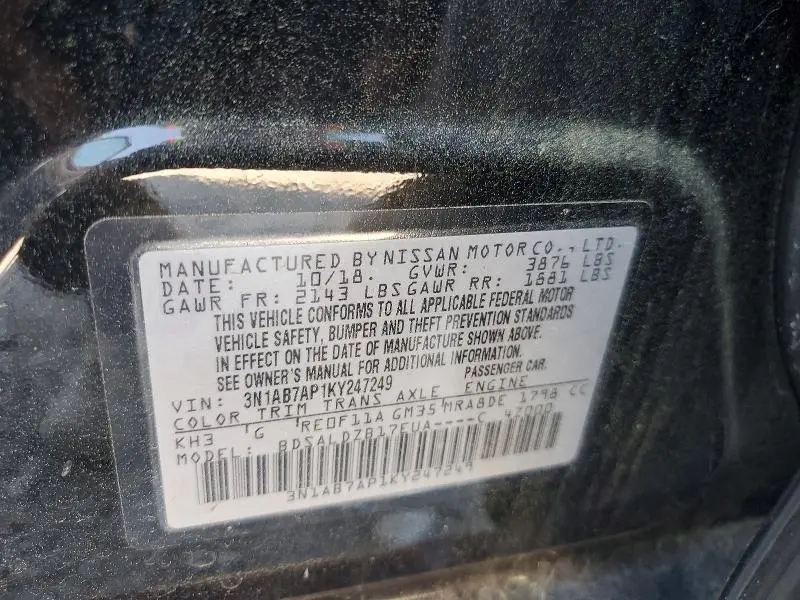 MANUFACTURED BY NISSAN MOTOR CO., LTD.
DATE: 10/18. GVWR: 3876 LBS
GAWR FR: 2143 LBS GAWR RR: 1881 LBS
THIS VEHICLE CONFORMS TO ALL APPLICABLE FEDERAL MOTOR
VEHICLE SAFETY, BUMPER AND THEFT PREVENTION STANDARDS
IN EFFECT ON THE DATE OF MANUFACTURE SHOWN ABOVE.
SEE OWNER'S MANUAL FOR ADDITIONAL INFORMATION.
VIN: 3N1AB7AP1KY247249 PASSENGER CAR.
COLOR TRIM TRANS AXLE ENGINE
KH3 'G 'RE0F11A GM35 'MRA8DE 1798 CC
MODEL: BDSALDZB17EUA----C 47000
3N1AB7AP1KY247249